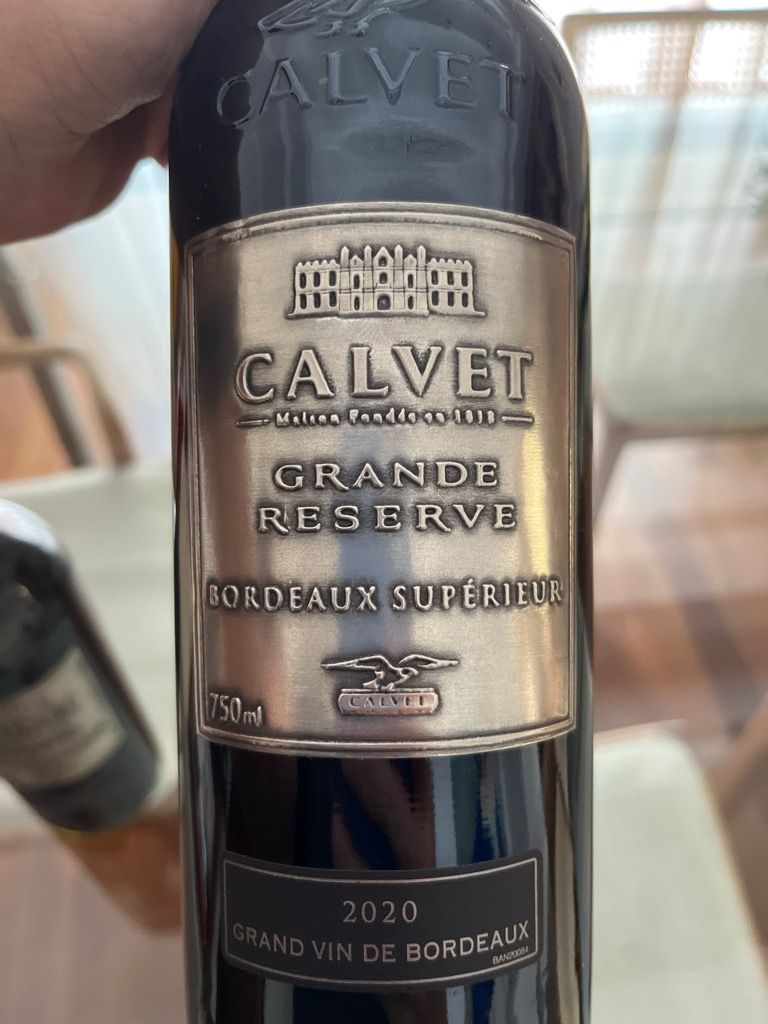 CALVET
CALVET
Maison Fondée en 1818
GRANDE
RESERVE
BORDEAUX SUPÉRIEUR
CALVET
750ml
2020
GRAND VIN DE BORDEAUX
BAN20084